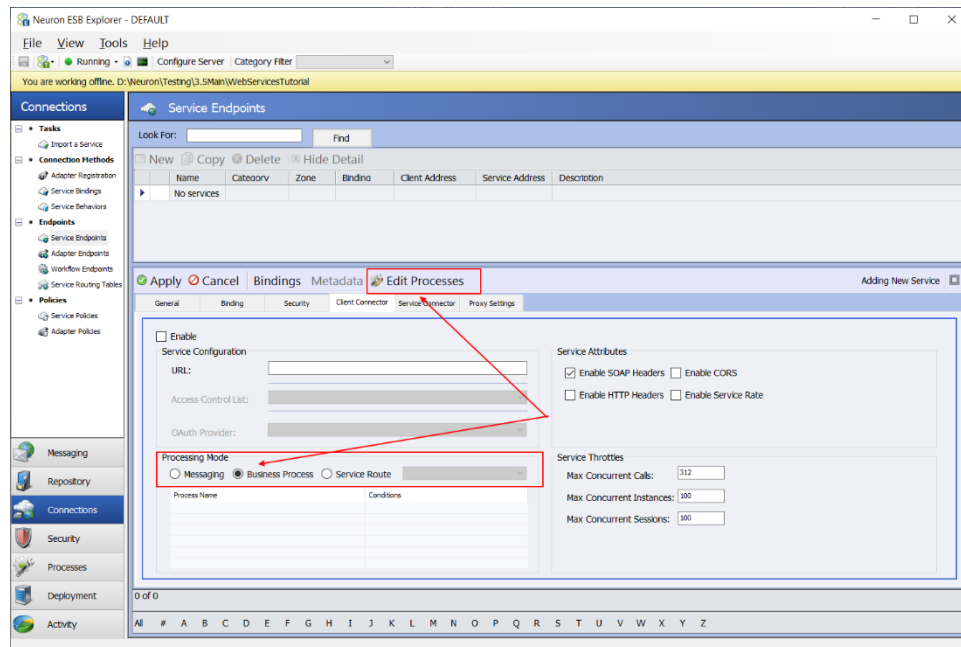 Neuron ESB Explorer - DEFAULT
File View Tools Help
Running Configure Server Category Filter
You are working offline. D:\Neuron\Testing\3.5Main\WebServicesTutorial
Connections
Tasks
Import a Service
Connection Methods
Adapter Registration
Service Bindings
Service Behaviors
Endpoints
Service Endpoints
Adapter Endpoints
Workflow Endpoints
Service Routing Tables
Policies
Service Policies
Adapter Policies
Messaging
Repository
Connections
Security
Processes
Deployment
Activity
Service Endpoints
Look For: Find
New Copy Delete Hide Detail
Name Category Zone Binding Client Address Service Address Description
No services
Apply Cancel Bindings Metadata Edit Processes Adding New Service
General Binding Security Client Connector Service Connector Proxy Settings
Enable
Service Configuration
URL:
Access Control List:
OAuth Provider:
Processing Mode
Messaging Business Process Service Route
Process Name Conditions
Service Attributes
Enable SOAP Headers Enable CORS
Enable HTTP Headers Enable Service Rate
Service Throttles
Max Concurrent Calls: 312
Max Concurrent Instances: 100
Max Concurrent Sessions: 100
0 of 0
All # A B C D E F G H I J K L M N O P Q R S T U V W X Y Z